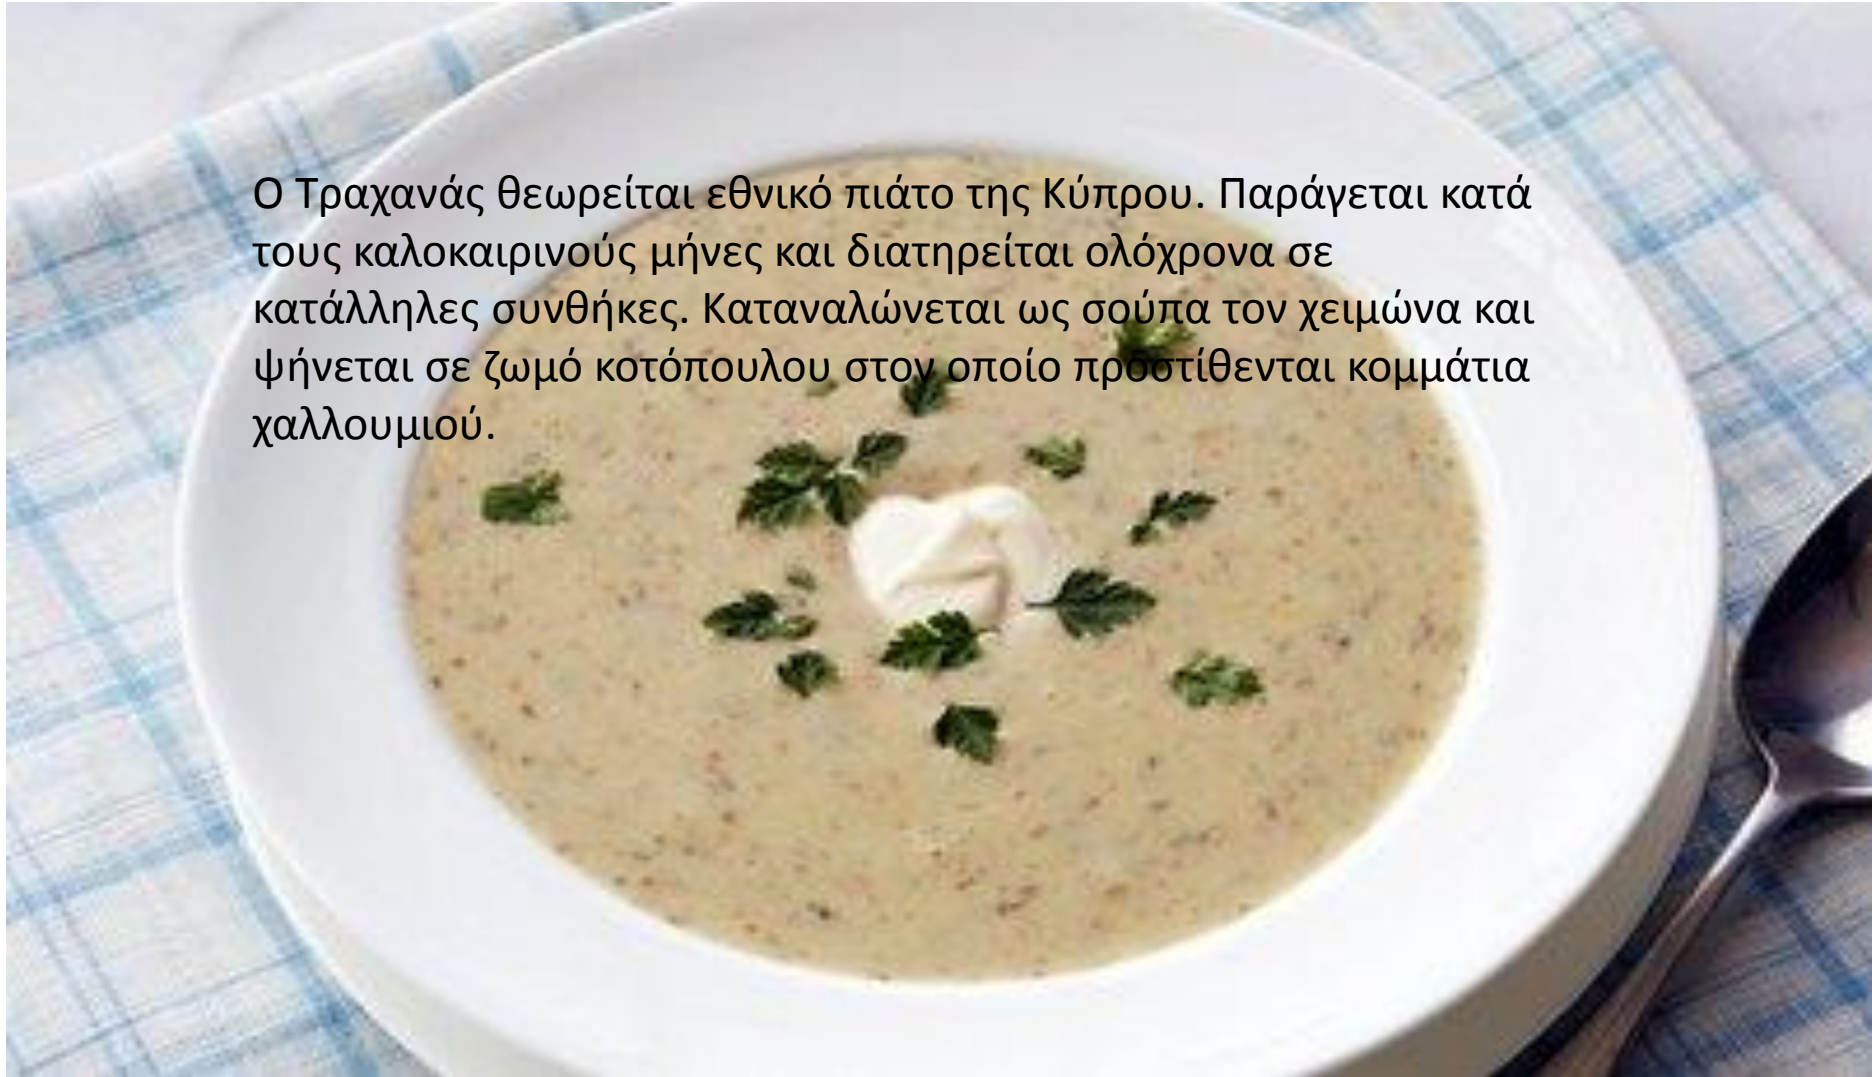 Ο Τραχανάς θεωρείται εθνικό πιάτο της Κύπρου. Παράγεται κατά
τους καλοκαιρινούς μήνες και διατηρείται ολόχρονα σε
κατάλληλες συνθήκες. Καταναλώνεται ως σούπα τον χειμώνα και
ψήνεται σε ζωμό κοτόπουλου στον οποίο προστίθενται κομμάτια
χαλλουμιού.